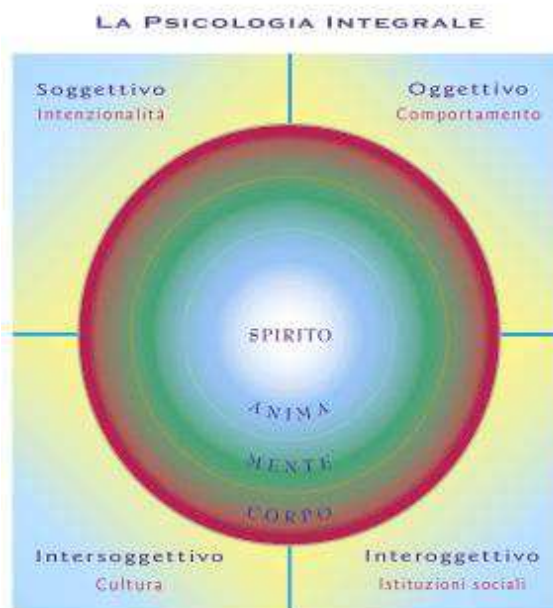 LA PSICOLOGIA INTEGRALE
Soggettivo
Intenzionalità
Oggettivo
Comportamento
SPIRITO
ANIMA
MENTE
CORPO
Intersoggettivo
Cultura
Interoggettivo
Istituzioni sociali